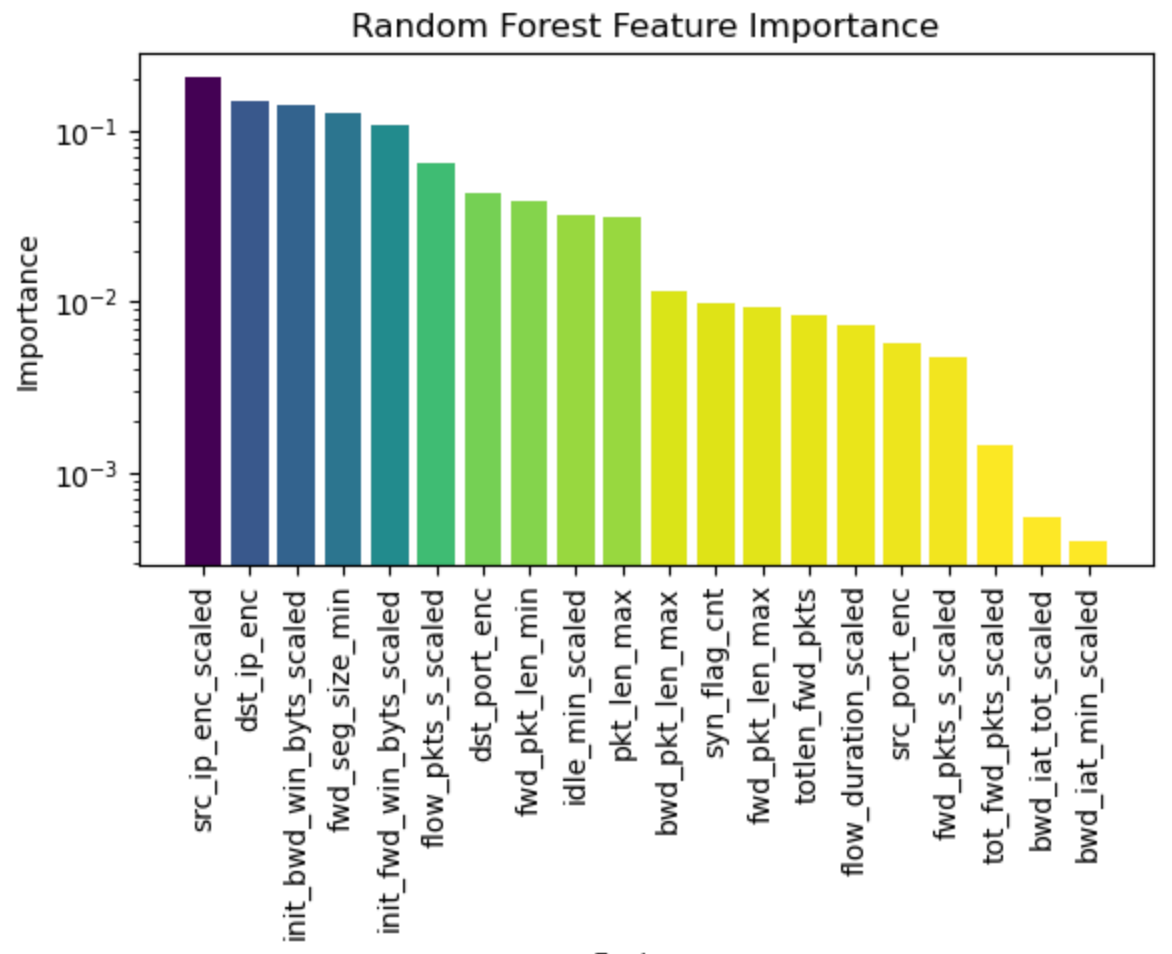 Random Forest Feature Importance
Importance
10⁻¹
10⁻²
10⁻³
src_ip_enc_scaled
dst_ip_enc
init_bwd_win_byts_scaled
fwd_seg_size_min
init_fwd_win_byts_scaled
flow_pkts_s_scaled
dst_port_enc
fwd_pkt_len_min
idle_min_scaled
pkt_len_max
bwd_pkt_len_max
syn_flag_cnt
fwd_pkt_len_max
totlen_fwd_pkts
flow_duration_scaled
src_port_enc
fwd_pkts_s_scaled
tot_fwd_pkts_scaled
bwd_iat_tot_scaled
bwd_iat_min_scaled